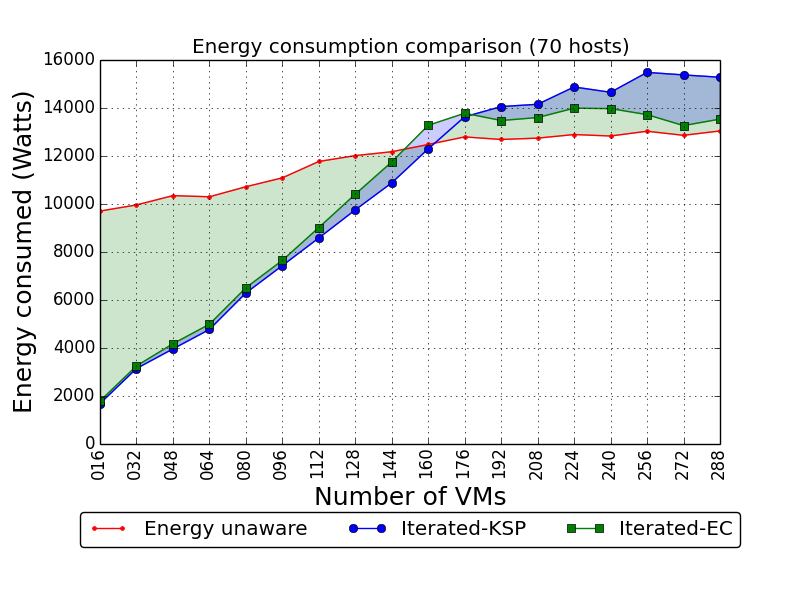 Energy consumption comparison (70 hosts)
Energy consumed (Watts)
16000
14000
12000
10000
8000
6000
4000
2000
0
016 032 048 064 080 096 112 128 144 160 176 192 208 224 240 256 272 288
Number of VMs
Energy unaware Iterated-KSP Iterated-EC